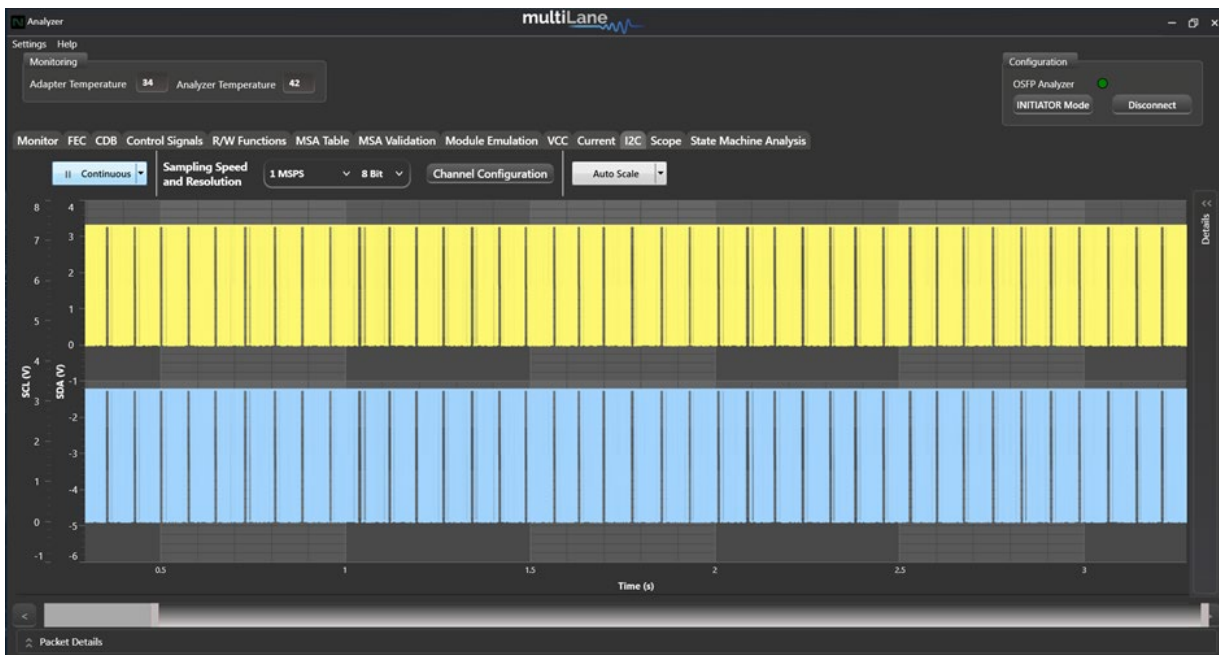 Analyzer
multiLane
Settings Help
Monitoring
Adapter Temperature 34 Analyzer Temperature 42
Configuration
OSFP Analyzer
INITIATOR Mode Disconnect
Monitor FEC CDB Control Signals R/W Functions MSA Table MSA Validation Module Emulation VCC Current I2C Scope State Machine Analysis
Continuous
Sampling Speed
and Resolution
1 MSPS 8 Bit
Channel Configuration
Auto Scale
<< Details
SCL (V)
8
7
6
5
4
3
2
1
0
-1
SDA (V)
4
3
2
1
0
-1
-2
-3
-4
-5
-6
0.5 1 1.5 2 2.5 3
Time (s)
<
Packet Details